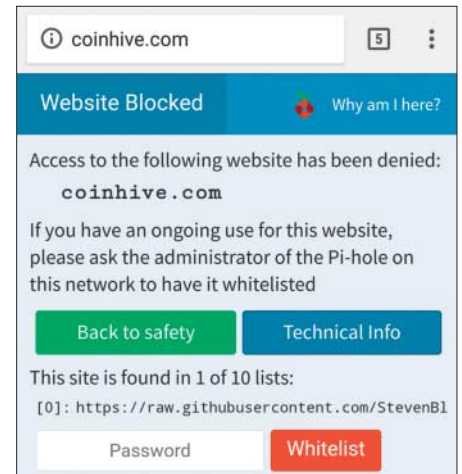 coinhive.com 5
Website Blocked Why am I here?
Access to the following website has been denied:
coinhive.com
If you have an ongoing use for this website,
please ask the administrator of the Pi-hole on
this network to have it whitelisted
Back to safety Technical Info
This site is found in 1 of 10 lists:
[0]: https://raw.githubusercontent.com/StevenBl
Password Whitelist